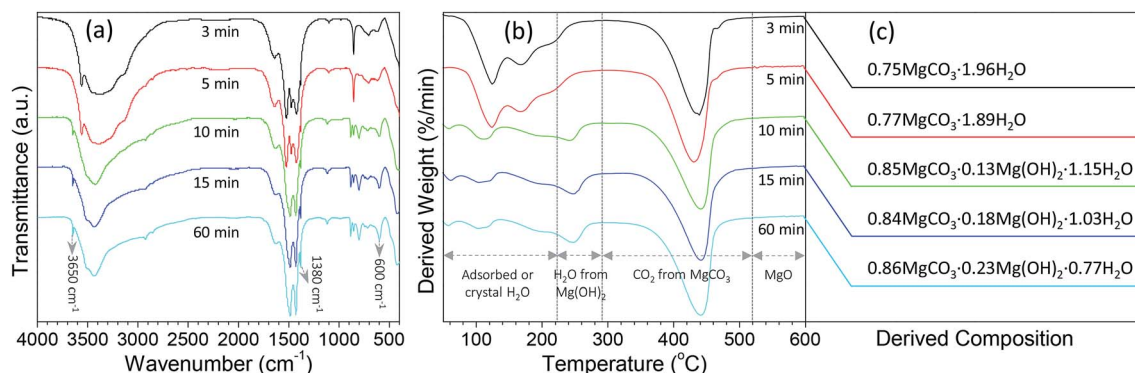 (a)
3 min
5 min
10 min
15 min
60 min
3650 cm⁻¹
1380 cm⁻¹
600 cm⁻¹
Transmittance (a.u.)
4000 3500 3000 2500 2000 1500 1000 500
Wavenumber (cm⁻¹)
(b)
3 min
5 min
10 min
15 min
60 min
Adsorbed or
crystal H₂O
H₂O from
Mg(OH)₂
CO₂ from MgCO₃
MgO
Derived Weight (%/min)
100 200 300 400 500 600
Temperature (°C)
(c)
0.75MgCO₃·1.96H₂O
0.77MgCO₃·1.89H₂O
0.85MgCO₃·0.13Mg(OH)₂·1.15H₂O
0.84MgCO₃·0.18Mg(OH)₂·1.03H₂O
0.86MgCO₃·0.23Mg(OH)₂·0.77H₂O
Derived Composition